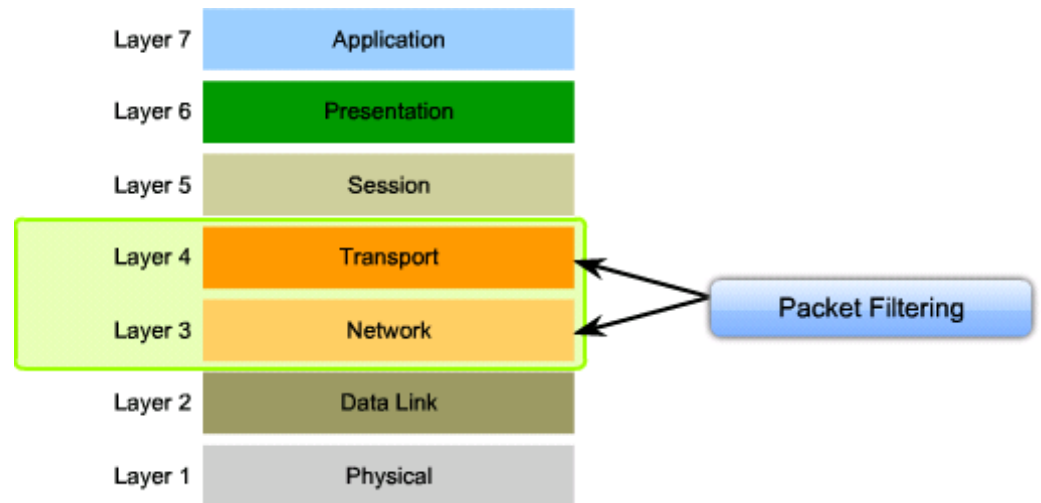 Layer 7 Application
Layer 6 Presentation
Layer 5 Session
Layer 4 Transport
Packet Filtering
Layer 3 Network
Layer 2 Data Link
Layer 1 Physical